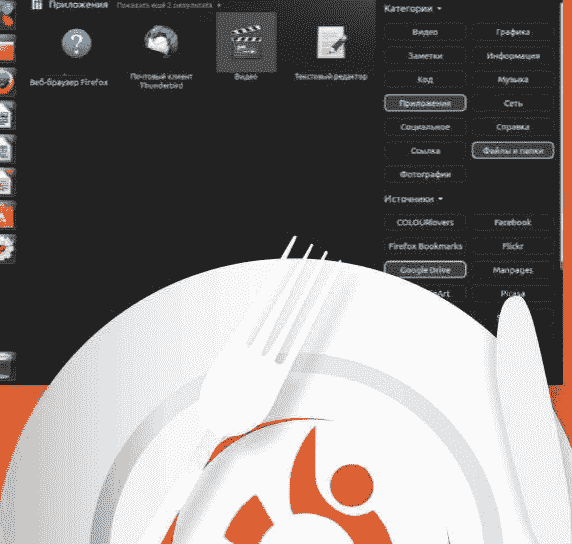 Приложения Показать ещё 2 результата
Веб-браузер Firefox
Почтовый клиент
Thunderbird
Видео
Текстовый редактор
Категории
Видео Графика
Заметки Информация
Код Музыка
Приложения Сеть
Социальное Справка
Ссылка Файлы и папки
Фотографии
Источники
COLOURlovers Facebook
Firefox Bookmarks Flickr
Google Drive Manpages
Picasa